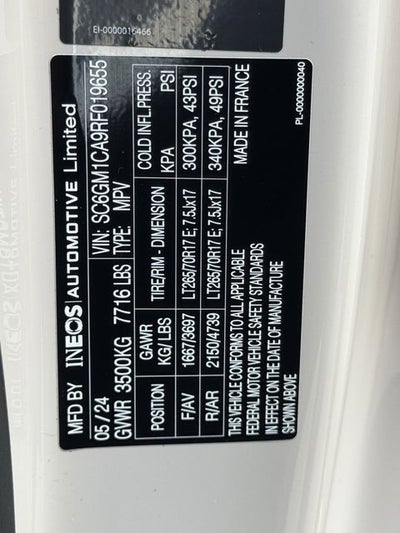 EI-0000016466
MFD BY INEOS AUTOMOTIVE Limited
05 / 24 VIN: SC6GM1CA9RF019655
GVWR 3500KG 7716 LBS TYPE: MPV
POSITION GAWR KG/ LBS TIRE/RIM - DIMENSION COLD INFL.PRESS. KPA PSI
F/AV 1667/3697 LT265/70R17 E; 7.5Jx17 300KPA, 43PSI
R/AR 2150/4739 LT265/70R17 E; 7.5Jx17 340KPA, 49PSI
THIS VEHICLE CONFORMS TO ALL APPLICABLE MADE IN FRANCE
FEDERAL MOTOR VEHICLE SAFETY STANDARDS
IN EFFECT ON THE DATE OF MANUFACTURE
SHOWN ABOVE
PL-0000000040